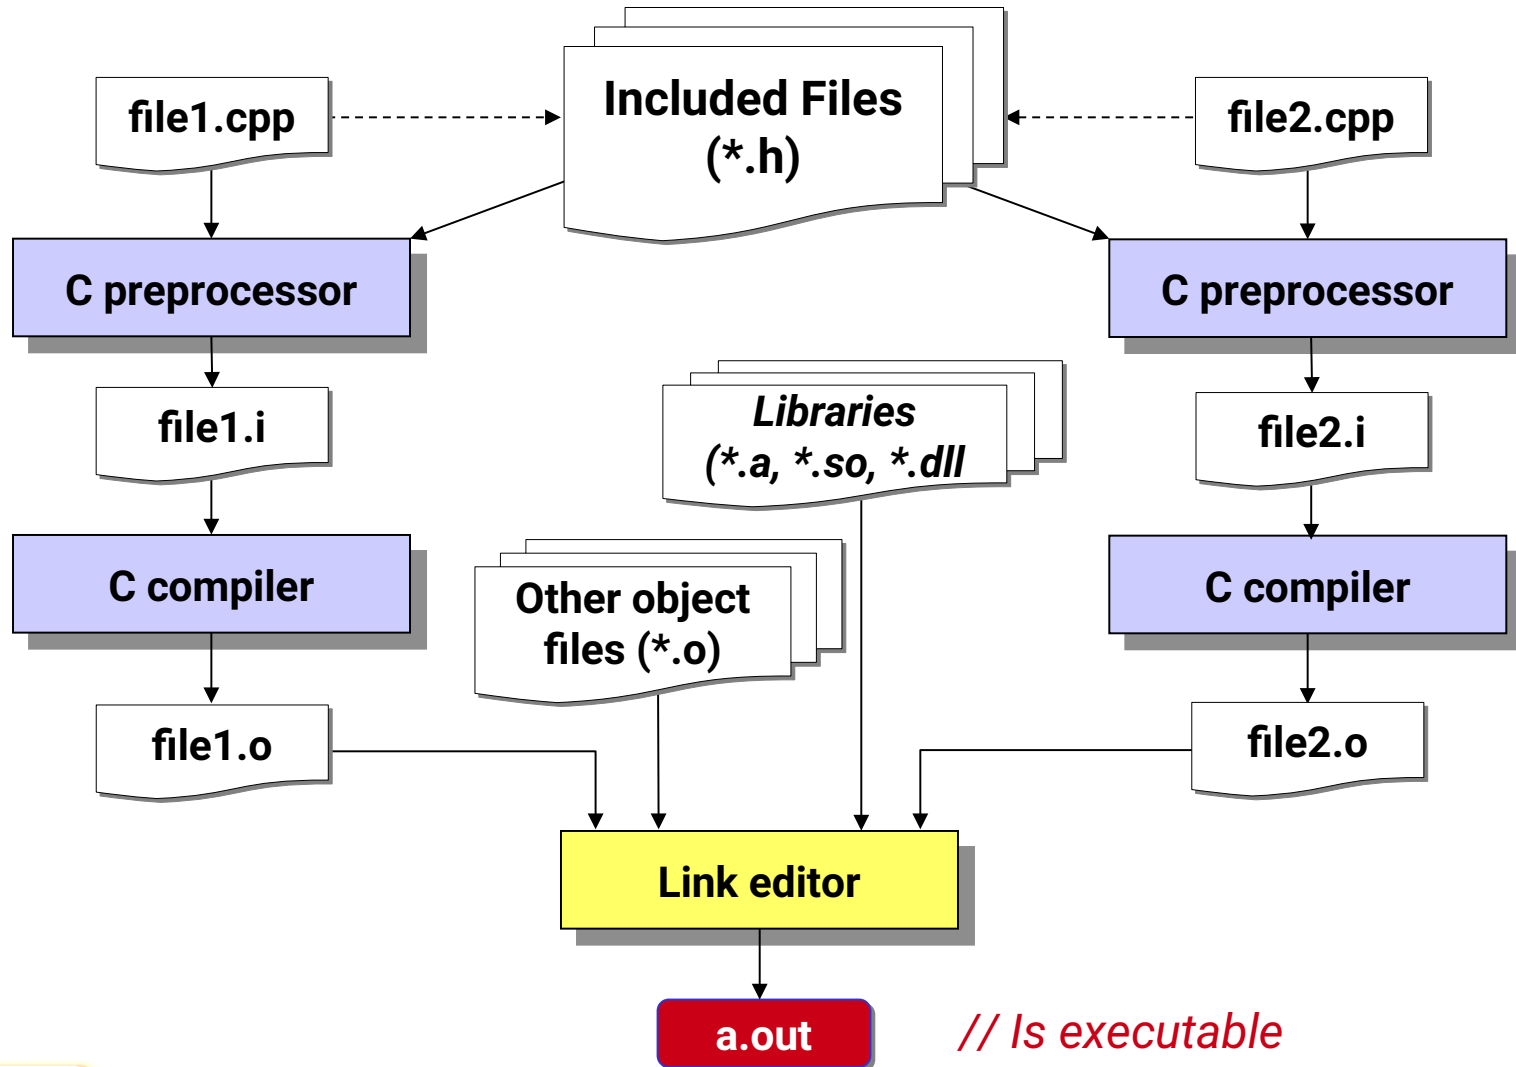 Included Files
(*.h)
file1.cpp
file2.cpp
C preprocessor
C preprocessor
file1.i
Libraries
(*.a, *.so, *.dll
file2.i
C compiler
Other object
files (*.o)
C compiler
file1.o
file2.o
Link editor
a.out
// Is executable